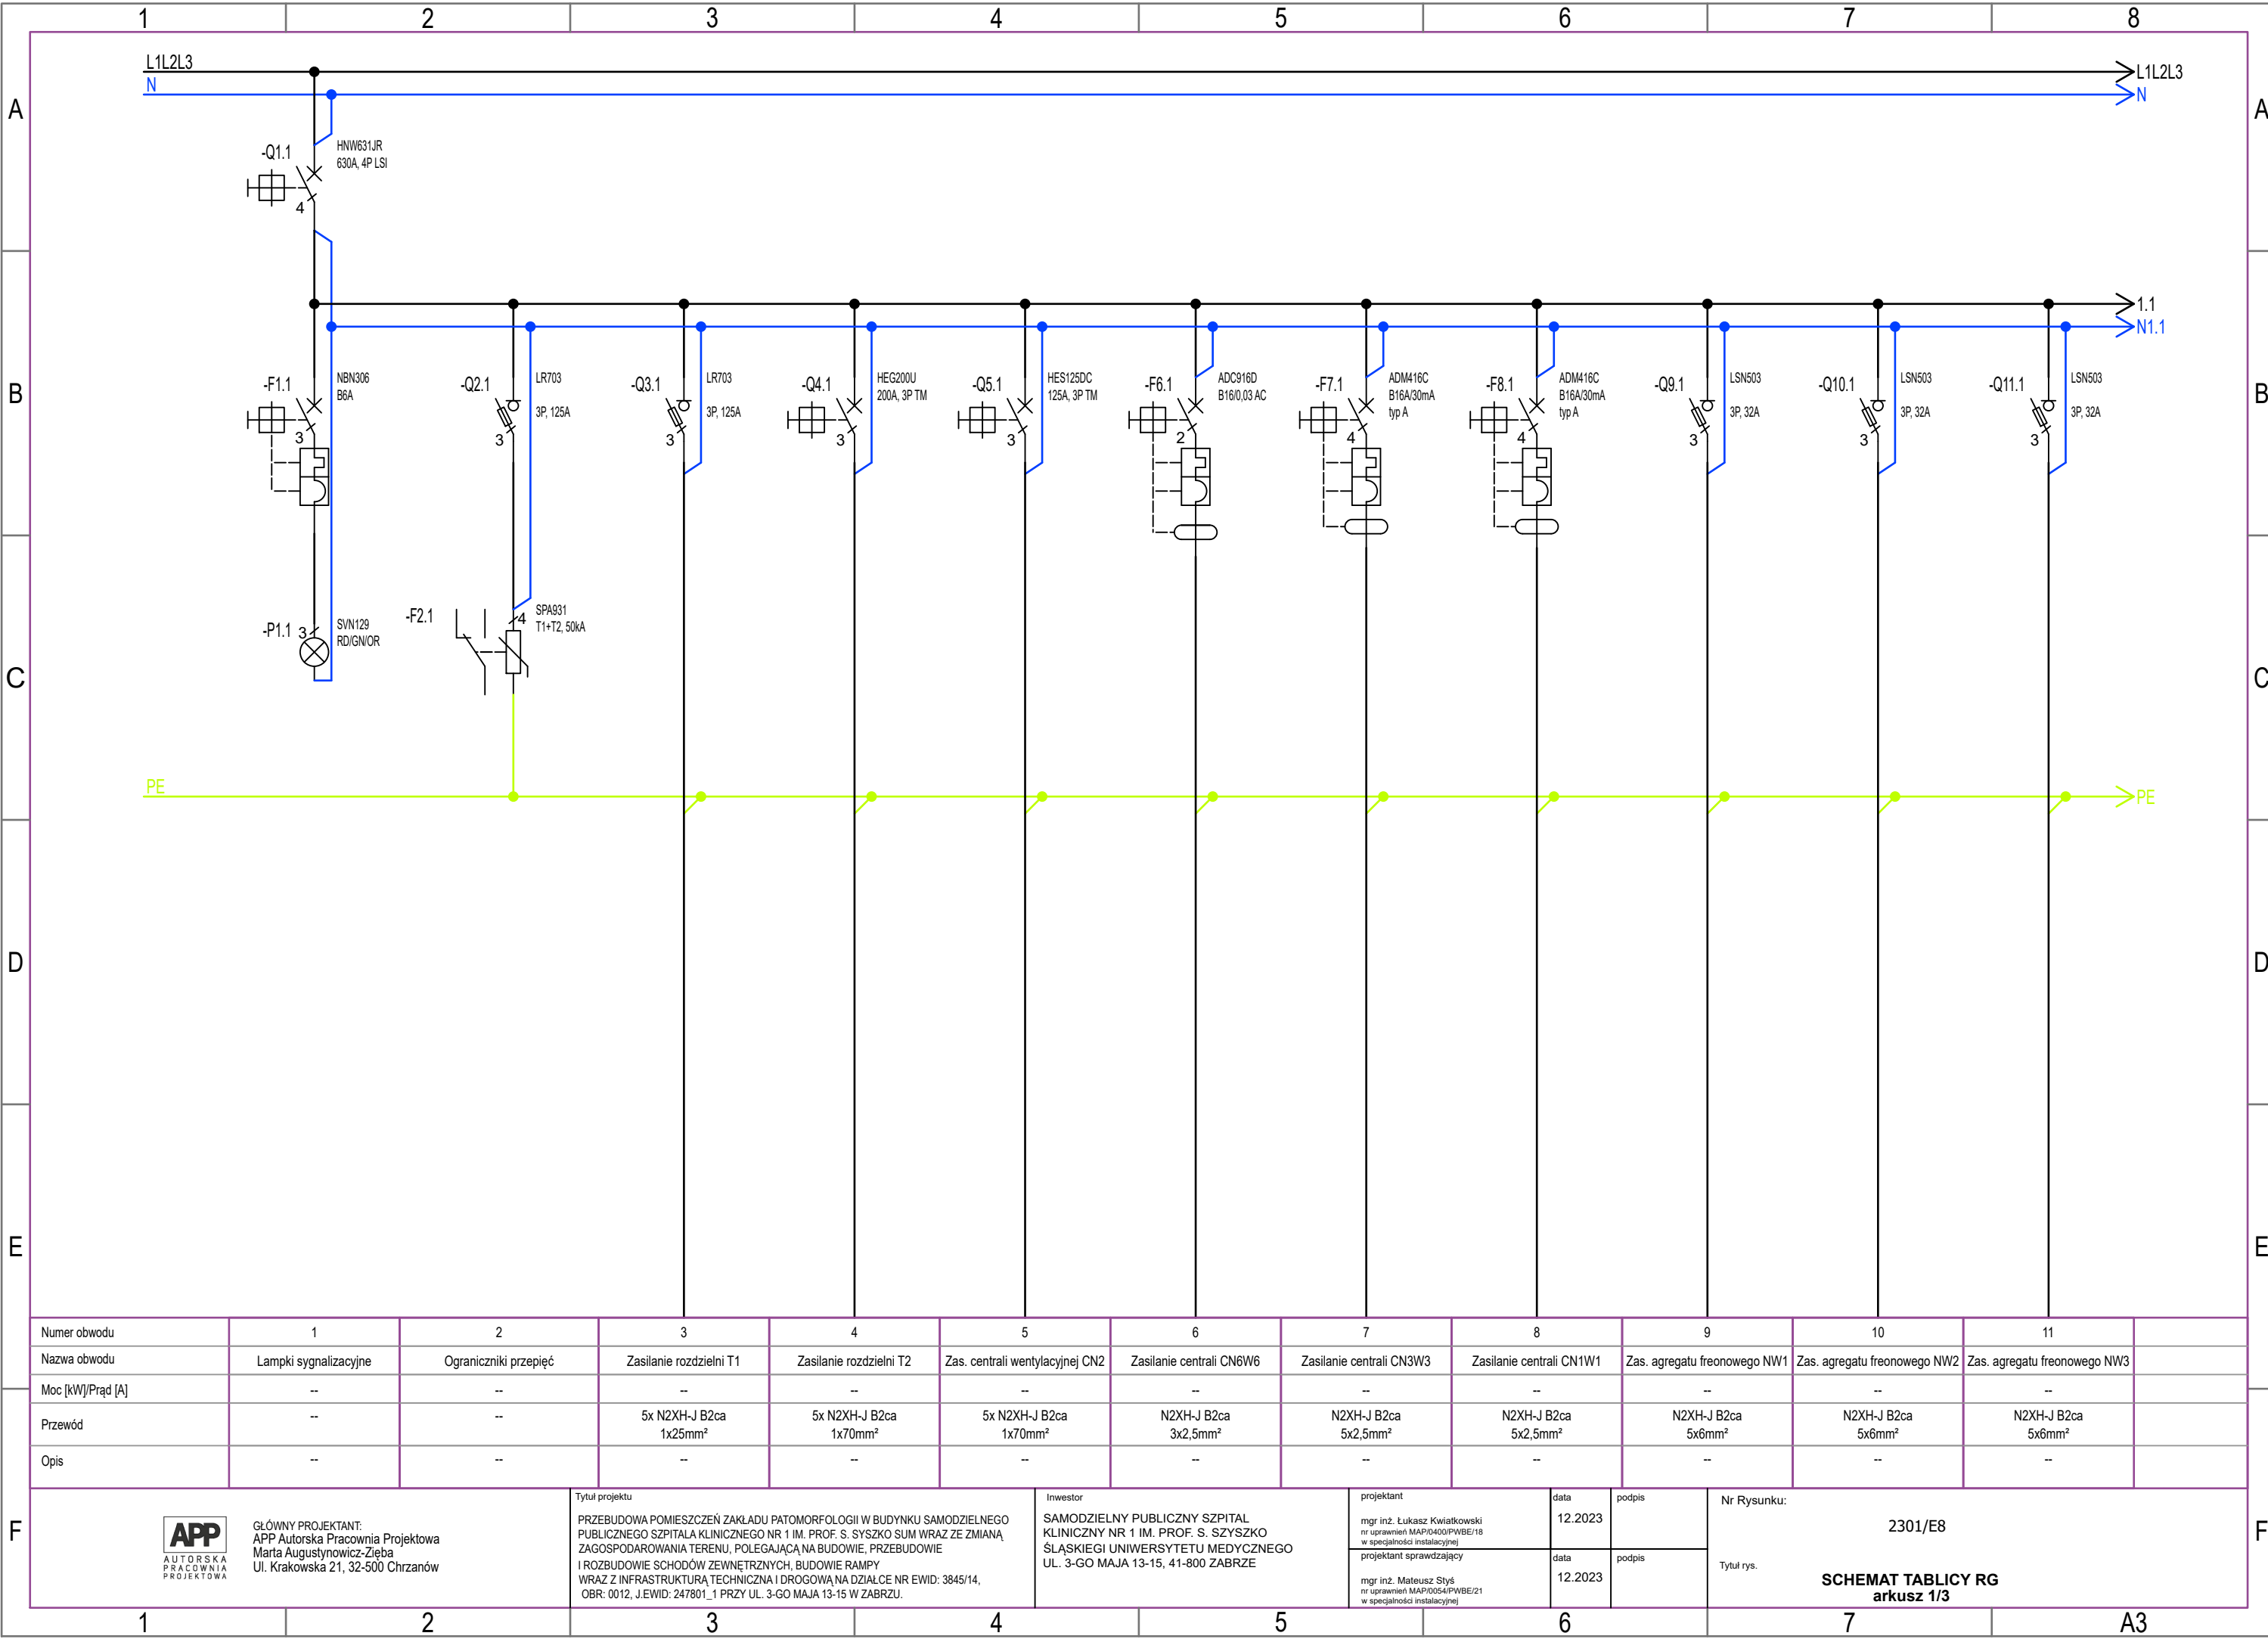 1 2 3 4 5 6 7 8
A A
L1L2L3 L1L2L3
N N
-Q1.1 HNW631JR
630A, 4P LSI
4
1.1
N1.1
B B
-F1.1 NBN306
B6A
3
-Q2.1 LR703
3P, 125A
3
-Q3.1 LR703
3P, 125A
3
-Q4.1 HEG200U
200A, 3P TM
3
-Q5.1 HES125DC
125A, 3P TM
3
-F6.1 ADC916D
B16/0,03 AC
2
-F7.1 ADM416C
B16A/30mA
typ A
4
-F8.1 ADM416C
B16A/30mA
typ A
4
-Q9.1 LSN503
3P, 32A
3
-Q10.1 LSN503
3P, 32A
3
-Q11.1 LSN503
3P, 32A
3
C C
-P1.1 3 SVN129
RD/GN/OR
-F2.1 4 SPA931
T1+T2, 50kA
PE PE
D D
E E
Numer obwodu 1 2 3 4 5 6 7 8 9 10 11
Nazwa obwodu Lampki sygnalizacyjne Ograniczniki przepięć Zasilanie rozdzielni T1 Zasilanie rozdzielni T2 Zas. centrali wentylacyjnej CN2 Zasilanie centrali CN6W6 Zasilanie centrali CN3W3 Zasilanie centrali CN1W1 Zas. agregatu freonowego NW1 Zas. agregatu freonowego NW2 Zas. agregatu freonowego NW3
Moc [kW]/Prąd [A] -- -- -- -- -- -- -- -- -- -- --
Przewód -- -- 5x N2XH-J B2ca 5x N2XH-J B2ca 5x N2XH-J B2ca N2XH-J B2ca N2XH-J B2ca N2XH-J B2ca N2XH-J B2ca N2XH-J B2ca N2XH-J B2ca
1x25mm² 1x70mm² 1x70mm² 3x2,5mm² 5x2,5mm² 5x2,5mm² 5x6mm² 5x6mm² 5x6mm²
Opis -- -- -- -- -- -- -- -- -- -- --
F F
APP
AUTORSKA
PRACOWNIA
PROJEKTOWA
GŁÓWNY PROJEKTANT:
APP Autorska Pracownia Projektowa
Marta Augustynowicz-Zięba
Ul. Krakowska 21, 32-500 Chrzanów
Tytuł projektu
PRZEBUDOWA POMIESZCZEŃ ZAKŁADU PATOMORFOLOGII W BUDYNKU SAMODZIELNEGO
PUBLICZNEGO SZPITALA KLINICZNEGO NR 1 IM. PROF. S. SYSZKO SUM WRAZ ZE ZMIANĄ
ZAGOSPODAROWANIA TERENU, POLEGAJĄCĄ NA BUDOWIE, PRZEBUDOWIE
I ROZBUDOWIE SCHODÓW ZEWNĘTRZNYCH, BUDOWIE RAMPY
WRAZ Z INFRASTRUKTURĄ TECHNICZNA I DROGOWĄ NA DZIAŁCE NR EWID: 3845/14,
OBR: 0012, J.EWID: 247801_1 PRZY UL. 3-GO MAJA 13-15 W ZABRZU.
Inwestor
SAMODZIELNY PUBLICZNY SZPITAL
KLINICZNY NR 1 IM. PROF. S. SZYSZKO
ŚLĄSKIEGI UNIWERSYTETU MEDYCZNEGO
UL. 3-GO MAJA 13-15, 41-800 ZABRZE
projektant data podpis
mgr inż. Łukasz Kwiatkowski 12.2023
nr uprawnień MAP/0400/PWBE/18
w specjalności instalacyjnej
projektant sprawdzający data podpis
mgr inż. Mateusz Styś 12.2023
nr uprawnień MAP/0054/PWBE/21
w specjalności instalacyjnej
Nr Rysunku:
2301/E8
Tytuł rys.
SCHEMAT TABLICY RG
arkusz 1/3
1 2 3 4 5 6 7 A3